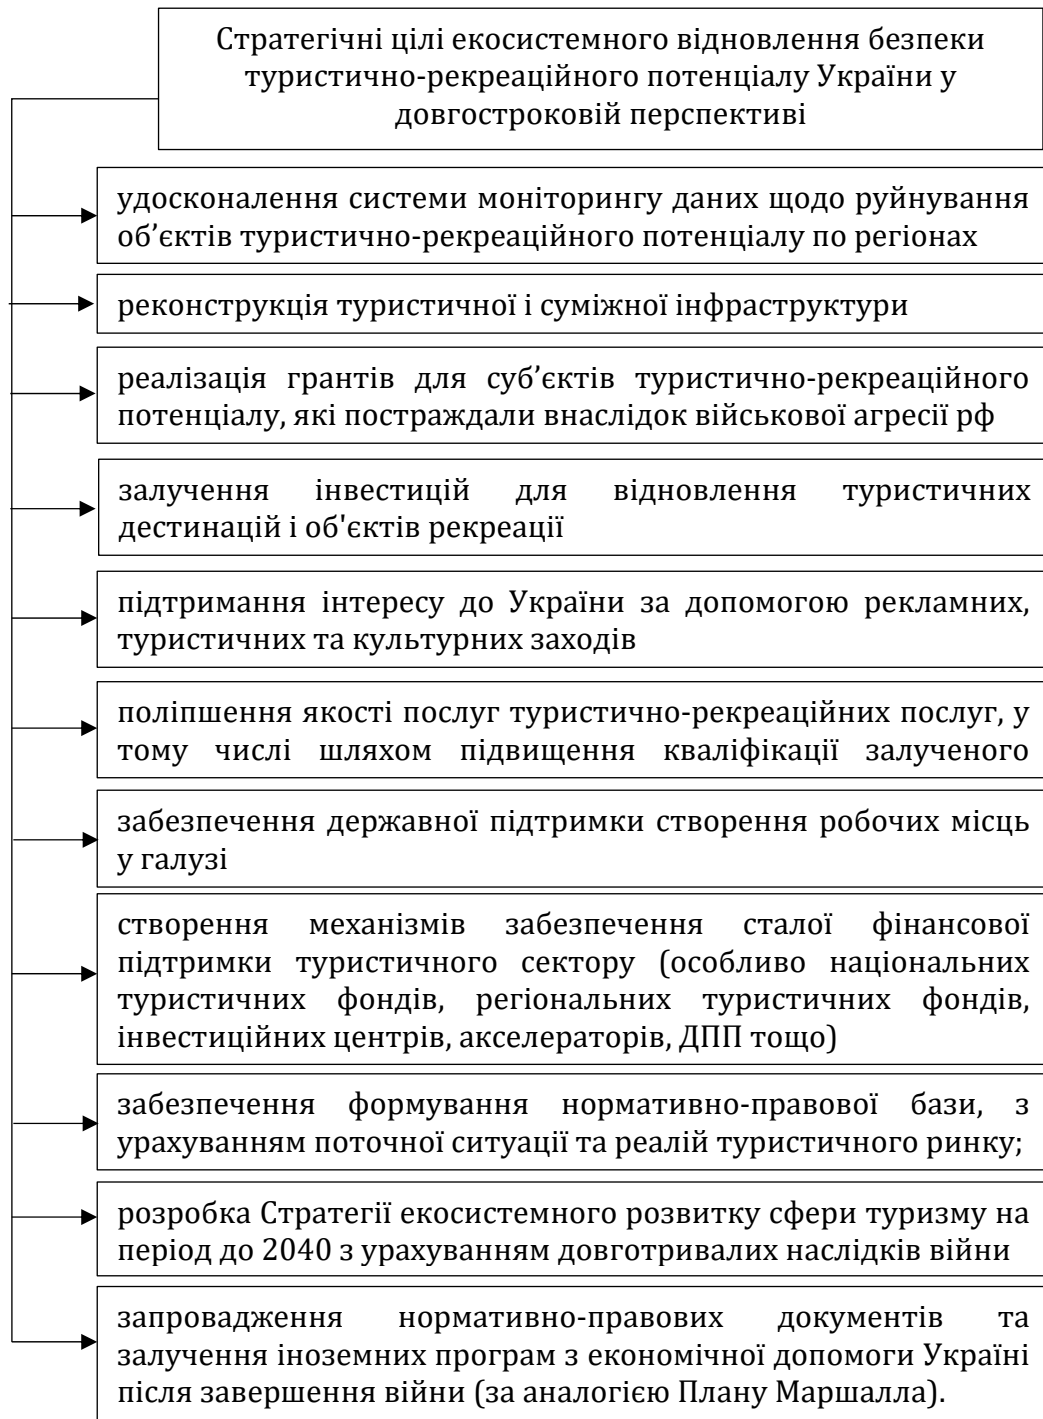 Стратегічні цілі екосистемного відновлення безпеки
туристично-рекреаційного потенціалу України у
довгостроковій перспективі
удосконалення системи моніторингу даних щодо руйнування
об’єктів туристично-рекреаційного потенціалу по регіонах
реконструкція туристичної і суміжної інфраструктури
реалізація грантів для суб’єктів туристично-рекреаційного
потенціалу, які постраждали внаслідок військової агресії рф
залучення інвестицій для відновлення туристичних
дестинацій і об'єктів рекреації
підтримання інтересу до України за допомогою рекламних,
туристичних та культурних заходів
поліпшення якості послуг туристично-рекреаційних послуг, у
тому числі шляхом підвищення кваліфікації залученого
забезпечення державної підтримки створення робочих місць
у галузі
створення механізмів забезпечення сталої фінансової
підтримки туристичного сектору (особливо національних
туристичних фондів, регіональних туристичних фондів,
інвестиційних центрів, акселераторів, ДПП тощо)
забезпечення формування нормативно-правової бази, з
урахуванням поточної ситуації та реалій туристичного ринку;
розробка Стратегії екосистемного розвитку сфери туризму на
період до 2040 з урахуванням довготривалих наслідків війни
запровадження нормативно-правових документів та
залучення іноземних програм з економічної допомоги Україні
після завершення війни (за аналогією Плану Маршалла).